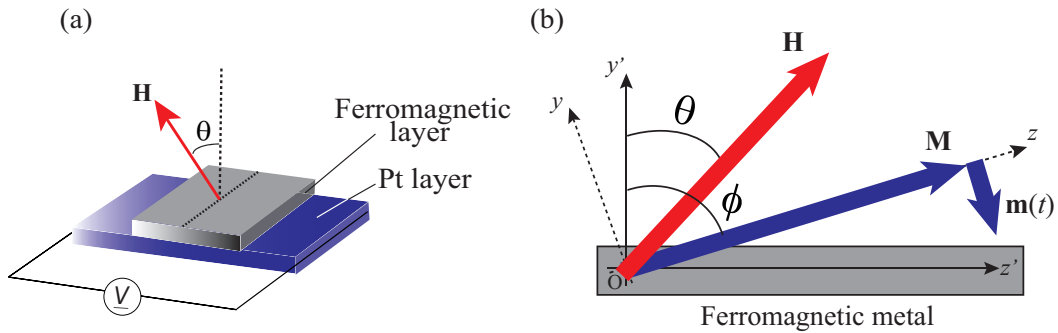 (a)
H
θ
Ferromagnetic
layer
Pt layer
V
(b)
H
y'
y
θ
M
z
ϕ
m(t)
O
z'
Ferromagnetic metal